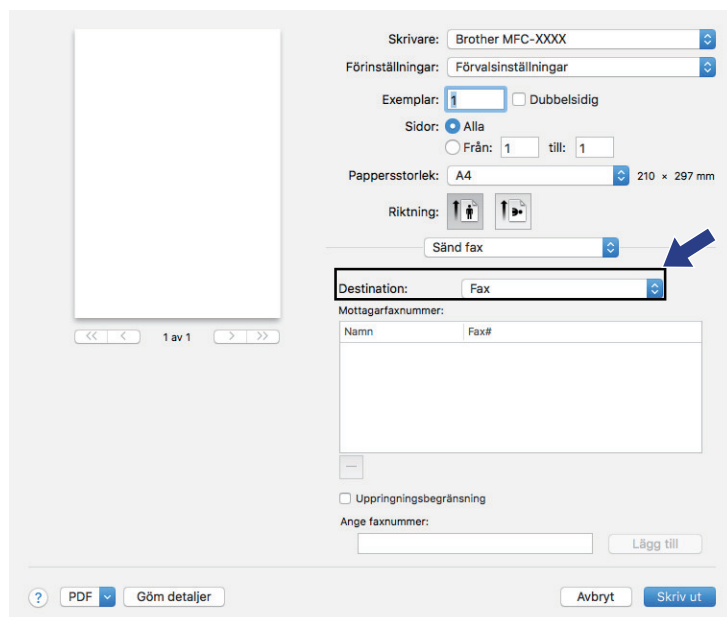 Skrivare: Brother MFC-XXXX
Förinställningar: Förvalsinställningar
Exemplar: 1 Dubbelsidig
Sidor: Alla
Från: 1 till: 1
Pappersstorlek: A4 210 × 297 mm
Riktning:
Sänd fax
Destination: Fax
Mottagarfaxnummer:
Namn Fax#
<< < 1 av 1 > >>
Uppringningsbegränsning
Ange faxnummer:
Lägg till
? PDF Göm detaljer Avbryt Skriv ut